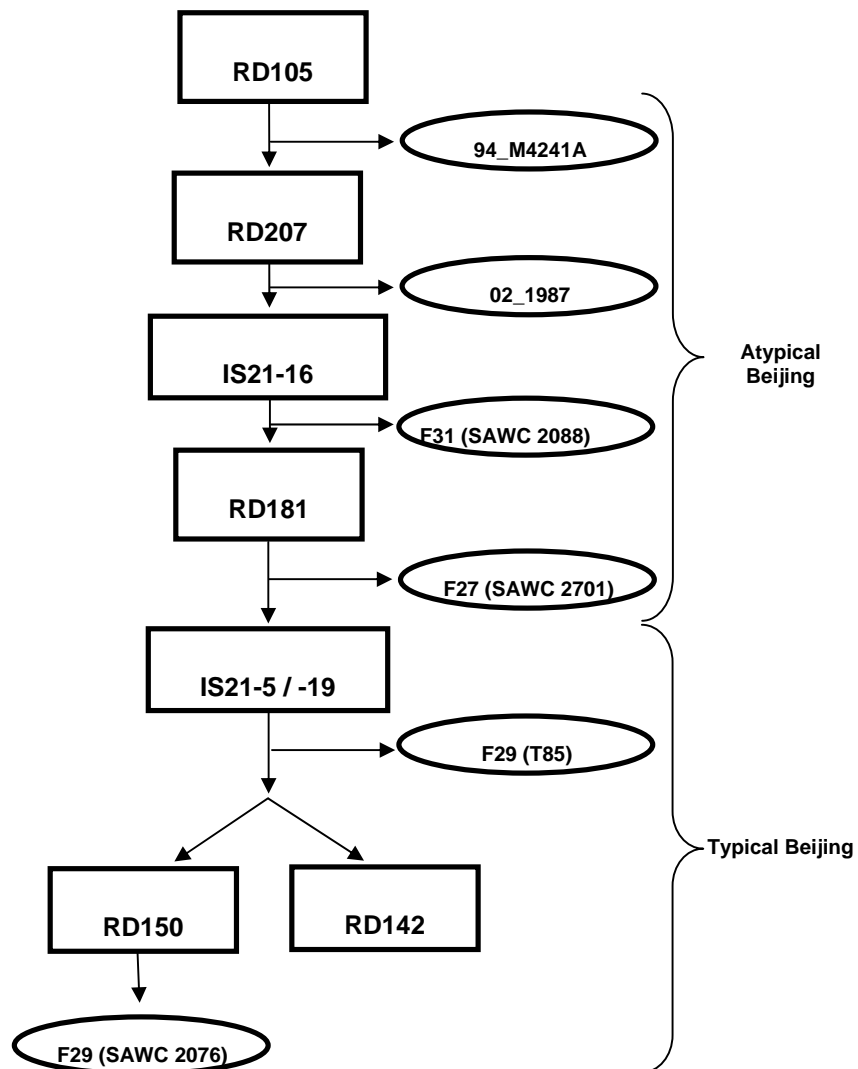 RD105
94_M4241A
RD207
02_1987
IS21-16
Atypical
Beijing
F31 (SAWC 2088)
RD181
F27 (SAWC 2701)
IS21-5 / -19
F29 (T85)
Typical Beijing
RD150
RD142
F29 (SAWC 2076)